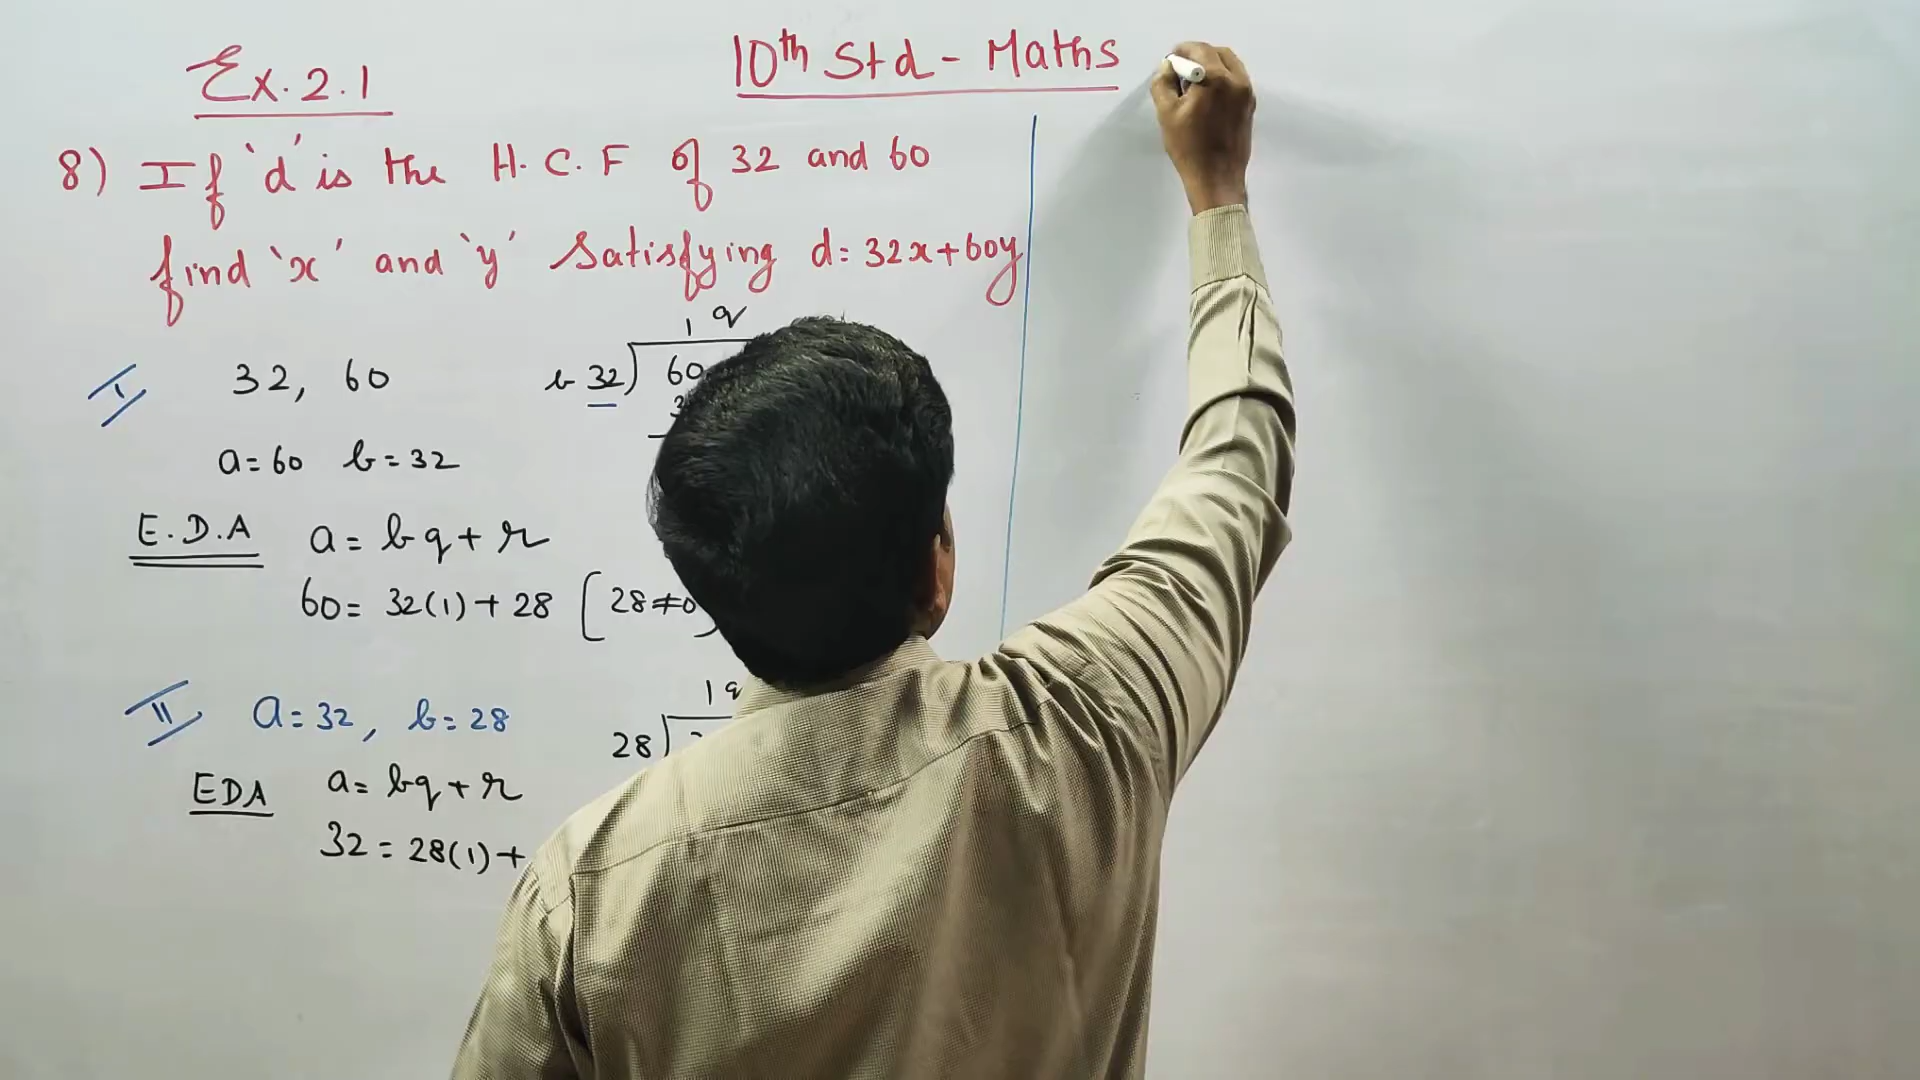 Ex. 2.1
10th Std - Maths
8) If 'd' is the H.C.F of 32 and 60
find 'x' and 'y' satisfying d = 32x + 60y
I 32, 60
1 q
b 32) 60
a = 60 b = 32
E.D.A a = bq + r
60 = 32(1) + 28 [28 ≠ 0
II a = 32, b = 28
1 q
28)
EDA a = bq + r
32 = 28(1) +